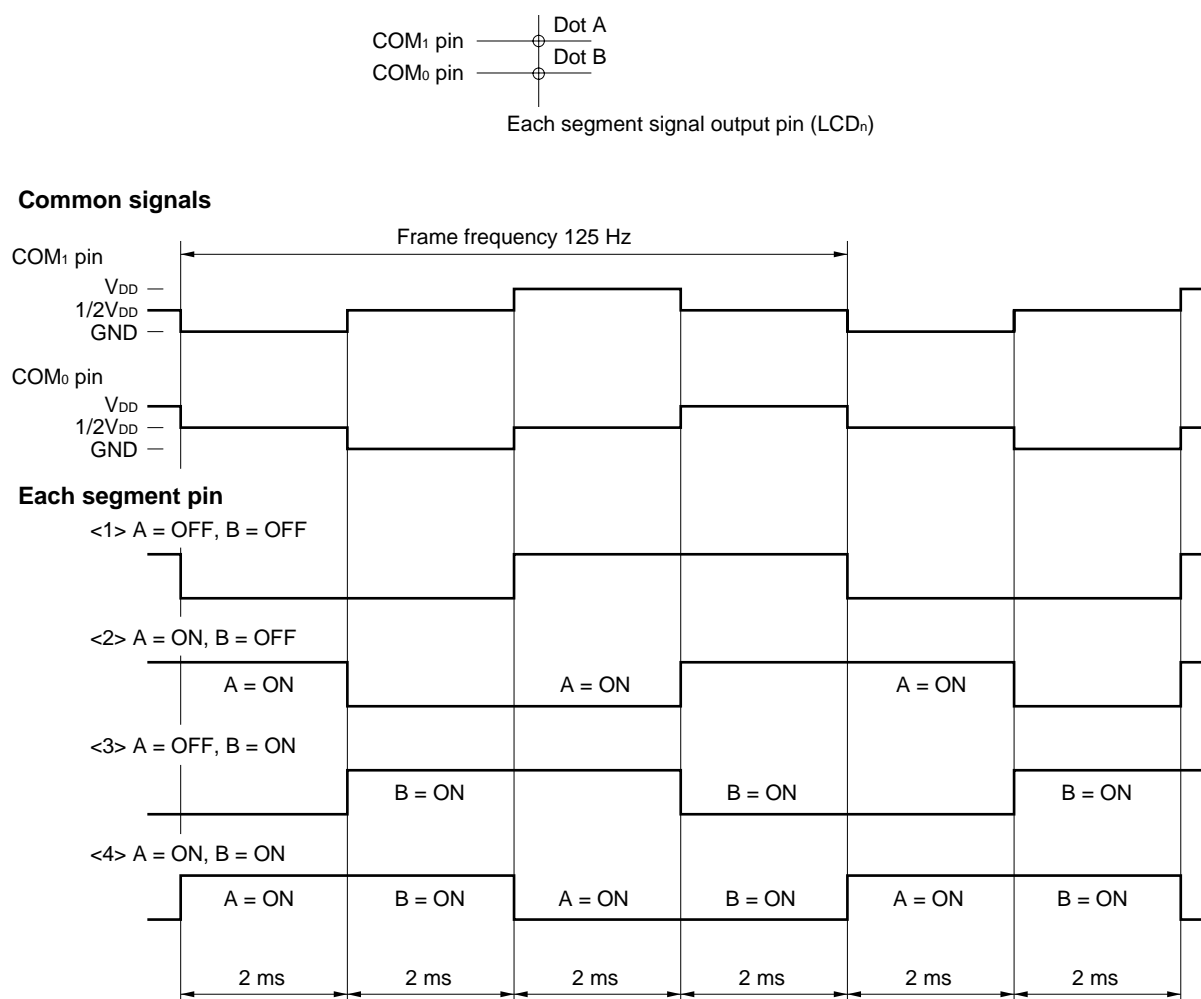 Dot A
COM₁ pin
Dot B
COM₀ pin
Each segment signal output pin (LCDₙ)
Common signals
Frame frequency 125 Hz
COM₁ pin
VDD
1/2VDD
GND
COM₀ pin
VDD
1/2VDD
GND
Each segment pin
<1> A = OFF, B = OFF
<2> A = ON, B = OFF
A = ON A = ON A = ON
<3> A = OFF, B = ON
B = ON B = ON B = ON
<4> A = ON, B = ON
A = ON B = ON A = ON B = ON A = ON B = ON
2 ms 2 ms 2 ms 2 ms 2 ms 2 ms